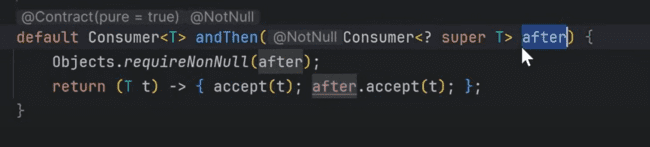 @Contract(pure = true) @NotNull
default Consumer<T> andThen( @NotNull Consumer<? super T> after) {
Objects.requireNonNull(after);
return (T t) -> { accept(t); after.accept(t); };
}